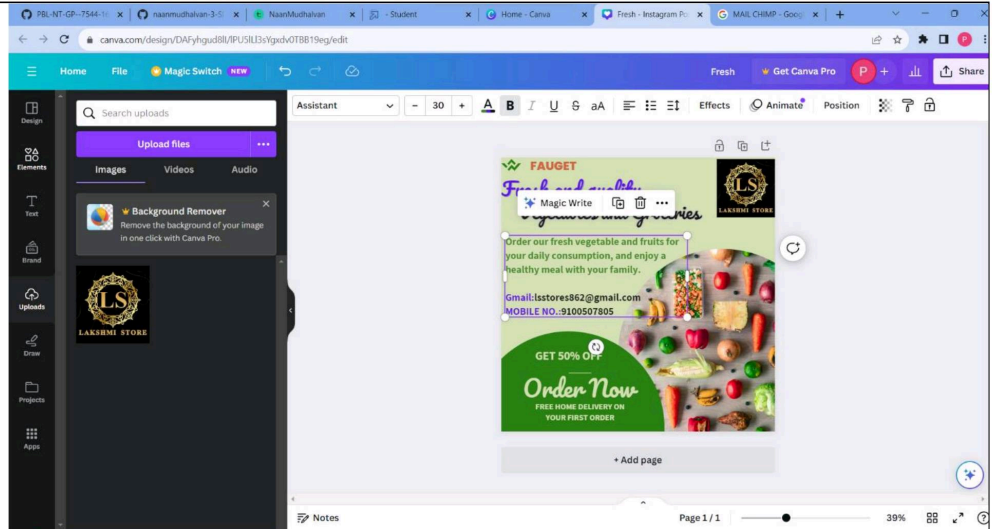 PBL-NT-GP--7544-16
naanmudhalvan-3-5
NaanMudhalvan
- Student
Home - Canva
Fresh - Instagram Po
MAIL CHIMP - Goog
canva.com/design/DAFyhgud8lI/lPU5lLl3sYgxdv0TBB19eg/edit
Home
File
Magic Switch
NEW
Fresh
Get Canva Pro
P
+
Share
Design
Elements
Text
Brand
Uploads
Draw
Projects
Apps
Search uploads
Upload files
Images
Videos
Audio
Background Remover
Remove the background of your image
in one click with Canva Pro.
LS
LAKSHMI STORE
Assistant
- 30 +
A B I U S aA
Effects
Animate
Position
FAUGET
Fresh and quality
Vegetables and Groceries
LS
LAKSHMI STORE
Magic Write
Order our fresh vegetable and fruits for
your daily consumption, and enjoy a
healthy meal with your family.
Gmail:lsstores862@gmail.com
MOBILE NO.:9100507805
GET 50% OFF
Order Now
FREE HOME DELIVERY ON
YOUR FIRST ORDER
+ Add page
Notes
Page 1 / 1
39%